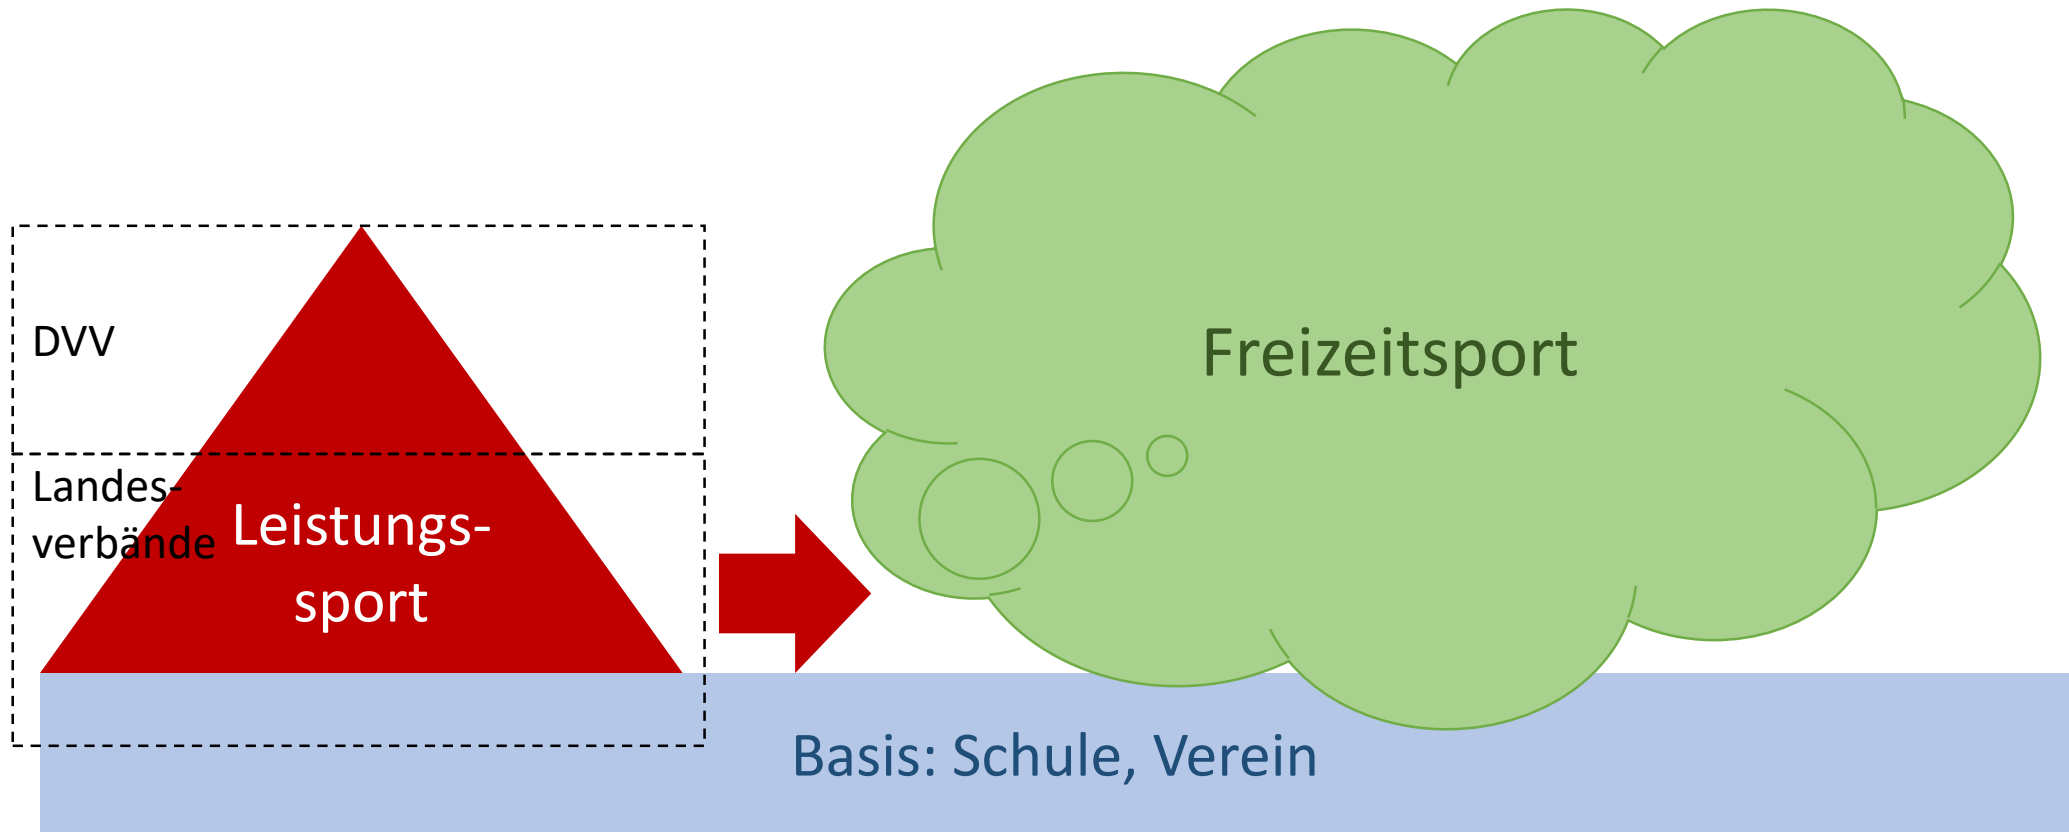 DVV
Landes-
verbände
Leistungs-
sport
Freizeitsport
Basis: Schule, Verein